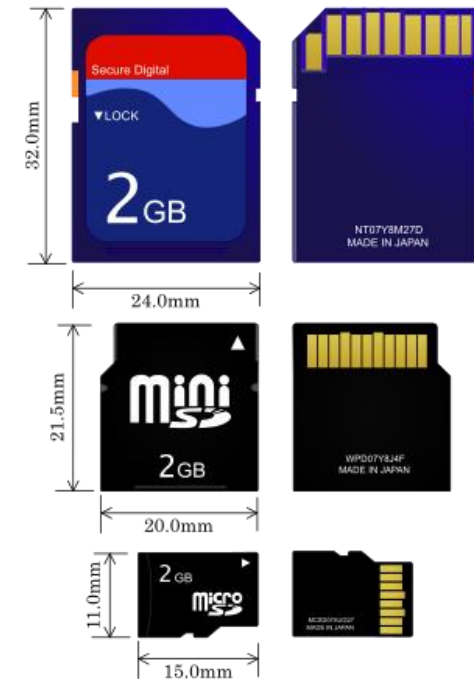 32.0mm
Secure Digital
▼LOCK
2GB
NT07Y8M27D
MADE IN JAPAN
24.0mm
21.5mm
mini
SD
2GB
WPD07Y8J4F
MADE IN JAPAN
20.0mm
11.0mm
2GB
Micro
SD
MADE IN JAPAN
15.0mm